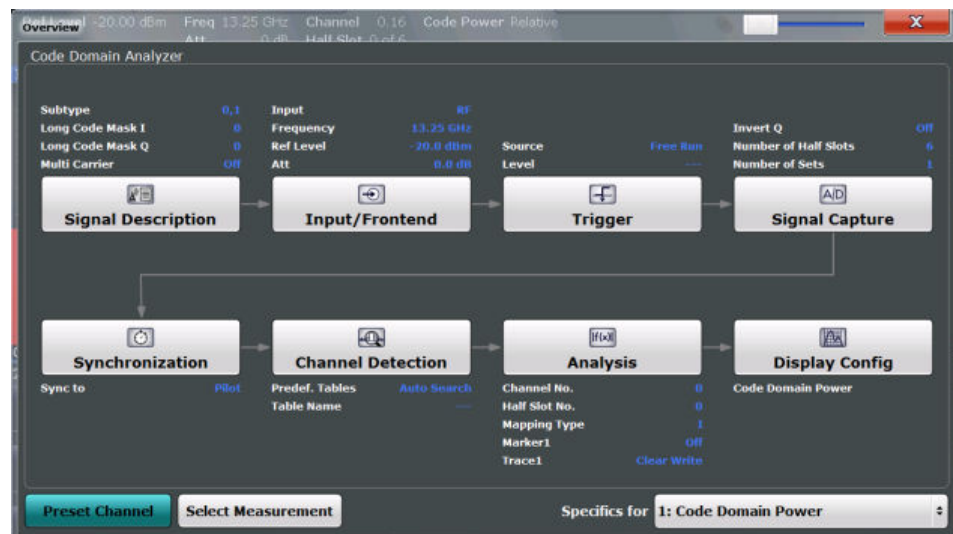 Overview
Ref Level -20.00 dBm Freq 13.25 GHz Channel 0.16 Code Power Relative
Att 0 dB Half Slot 0 of 6
X
Code Domain Analyzer
Subtype 0,1
Long Code Mask I 0
Long Code Mask Q 0
Multi Carrier Off
Signal Description
Input RF
Frequency 13.25 GHz
Ref Level -20.0 dBm
Att 0.0 dB
Input/Frontend
Source Free Run
Level ---
Trigger
Invert Q Off
Number of Half Slots 6
Number of Sets 1
A/D
Signal Capture
Synchronization
Sync to Pilot
Channel Detection
Predef. Tables Auto Search
Table Name ---
Analysis
Channel No. 0
Half Slot No. 0
Mapping Type I
Marker1 Off
Trace1 Clear Write
Display Config
Code Domain Power
Preset Channel
Select Measurement
Specifics for 1: Code Domain Power